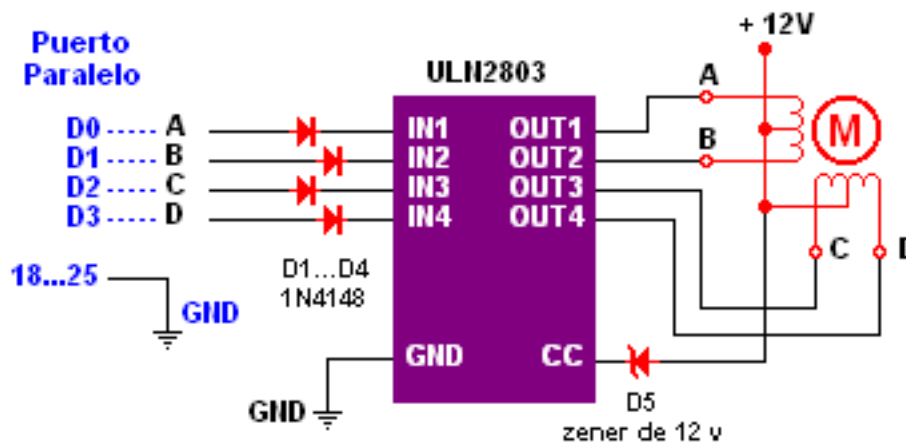 Puerto
Paralelo
D0 ..... A
D1 ..... B
D2 ..... C
D3 ..... D
18...25
GND
D1...D4
1N4148
GND
ULN2803
IN1 OUT1
IN2 OUT2
IN3 OUT3
IN4 OUT4
GND CC
+ 12V
A
B
M
C
D
D5
zener de 12 v